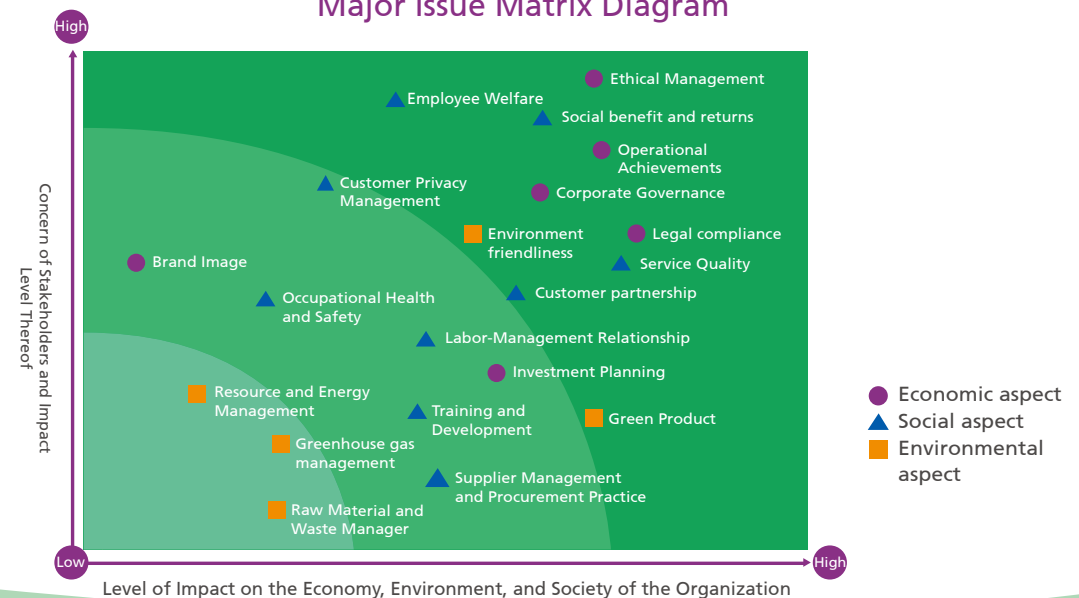 Major Issue Matrix Diagram
High
Ethical Management
Employee Welfare
Social benefit and returns
Operational
Achievements
Customer Privacy
Management
Corporate Governance
Environment
friendliness
Legal compliance
Brand Image
Service Quality
Customer partnership
Occupational Health
and Safety
Labor-Management Relationship
Investment Planning
Resource and Energy
Management
Training and
Development
Green Product
Greenhouse gas
management
Supplier Management
and Procurement Practice
Raw Material and
Waste Manager
Concern of Stakeholders and Impact
Level Thereof
Economic aspect
Social aspect
Environmental
aspect
Low
High
Level of Impact on the Economy, Environment, and Society of the Organization